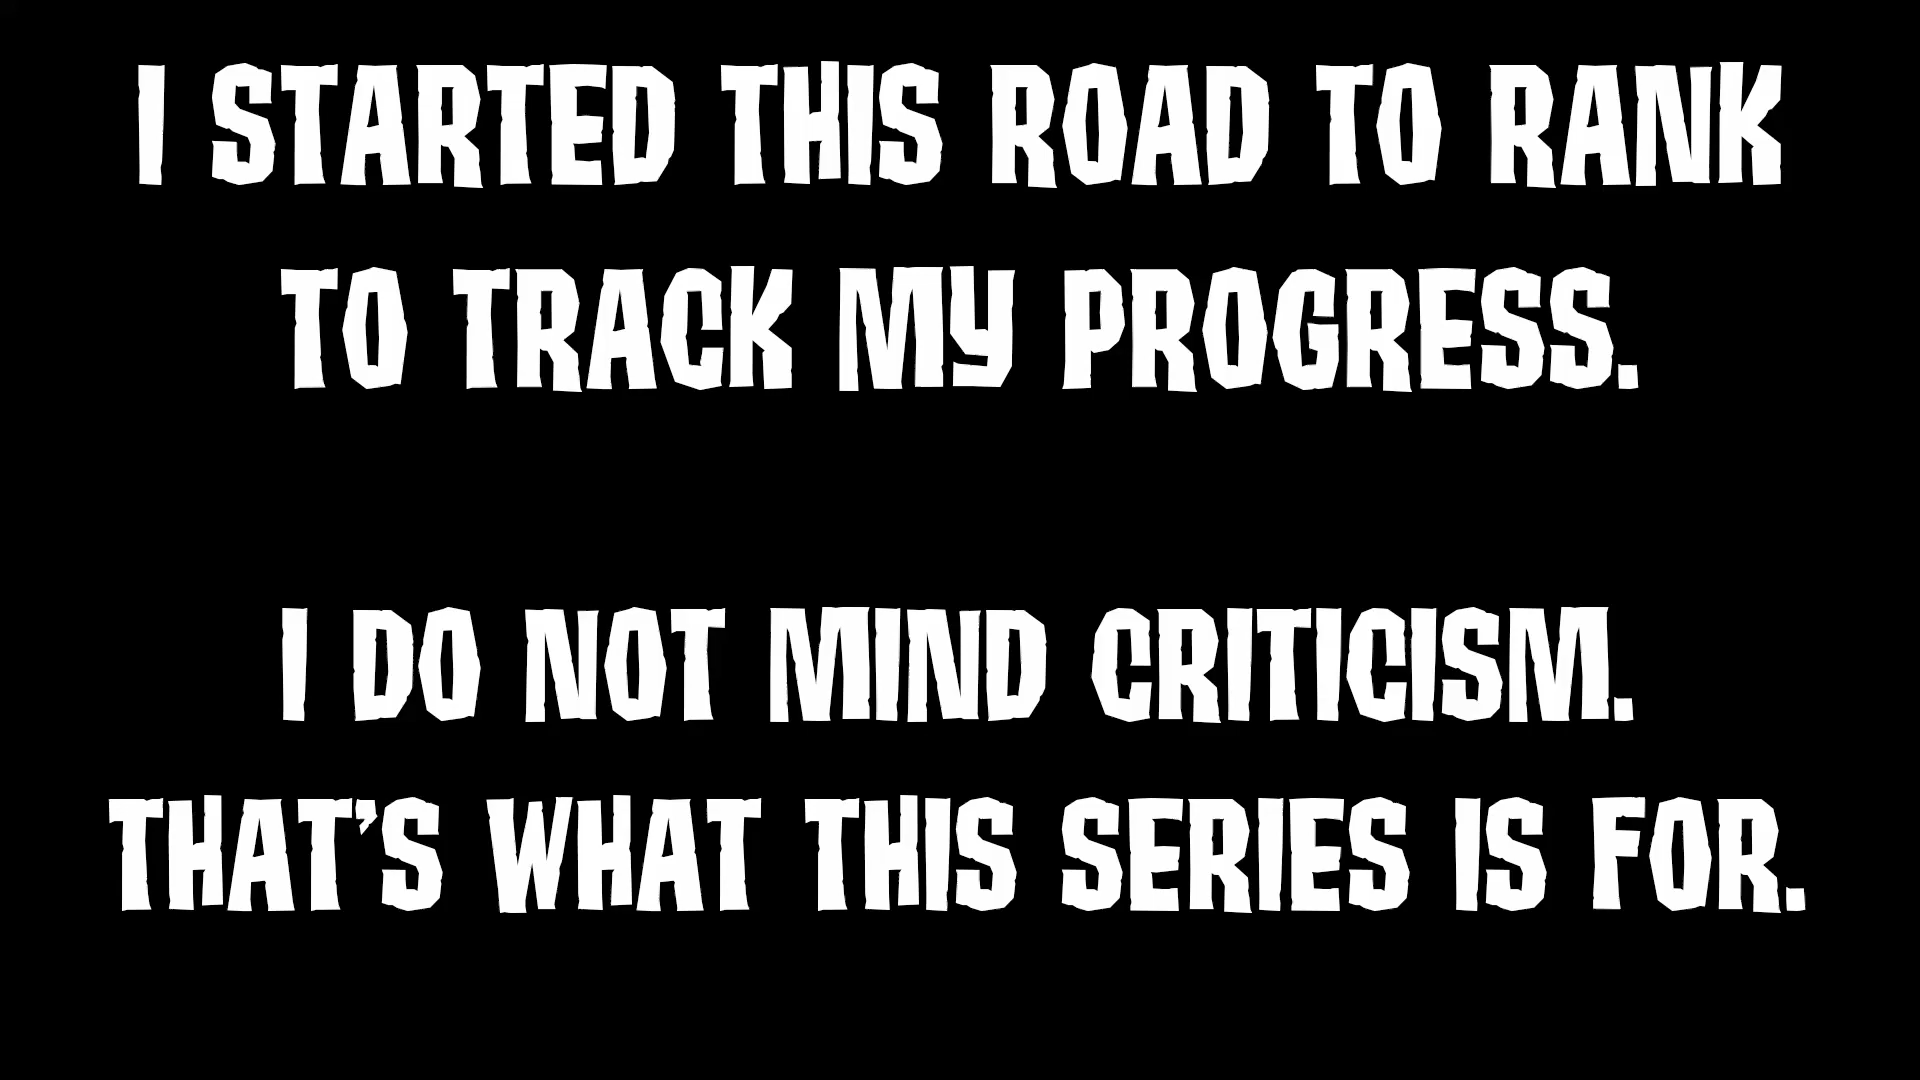 I STARTED THIS ROAD TO RANK
TO TRACK MY PROGRESS.
I DO NOT MIND CRITICISM.
THAT'S WHAT THIS SERIES IS FOR.